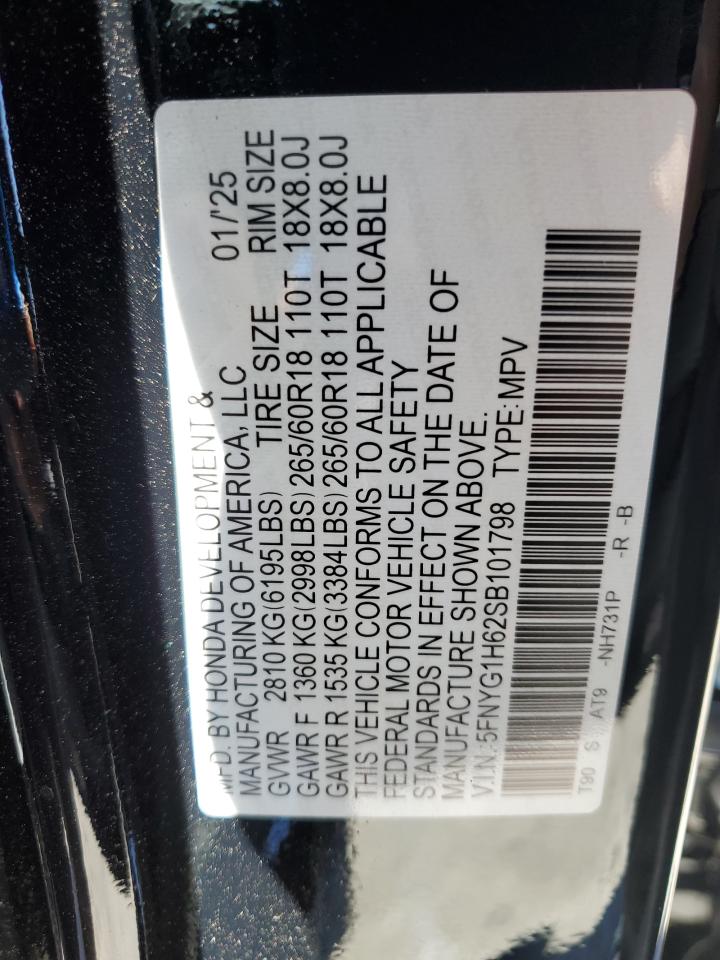 MFD. BY HONDA DEVELOPMENT &
MANUFACTURING OF AMERICA, LLC 01/'25
GVWR 2810 KG(6195LBS) TIRE SIZE RIM SIZE
GAWR F 1360 KG(2998LBS) 265/60R18 110T 18X8.0J
GAWR R 1535 KG(3384LBS) 265/60R18 110T 18X8.0J
THIS VEHICLE CONFORMS TO ALL APPLICABLE
FEDERAL MOTOR VEHICLE SAFETY
STANDARDS IN EFFECT ON THE DATE OF
MANUFACTURE SHOWN ABOVE.
V.I.N.:5FNYG1H62SB101798 TYPE:MPV
T90 S AT9 -NH731P -R -B